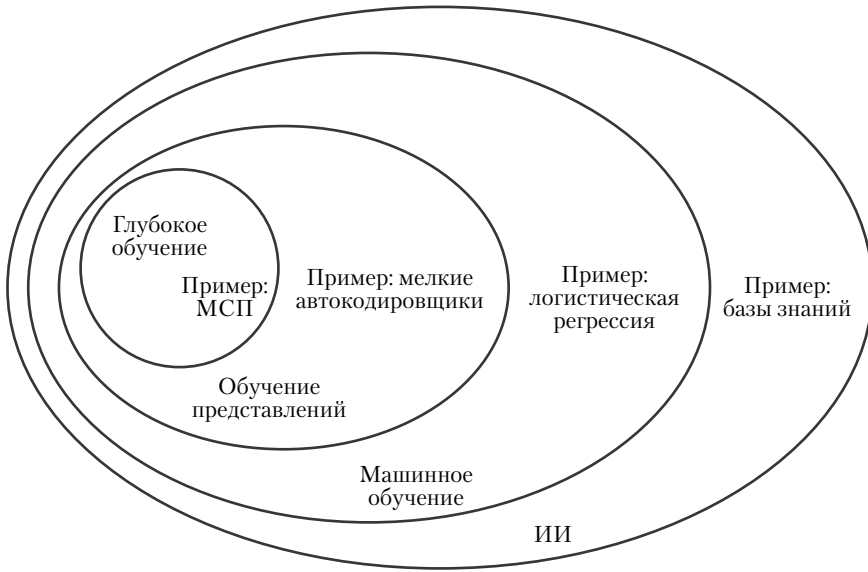 Глубокое
обучение
Пример:
МСП
Пример: мелкие
автокодировщики
Пример:
логистическая
регрессия
Пример:
базы знаний
Обучение
представлений
Машинное
обучение
ИИ